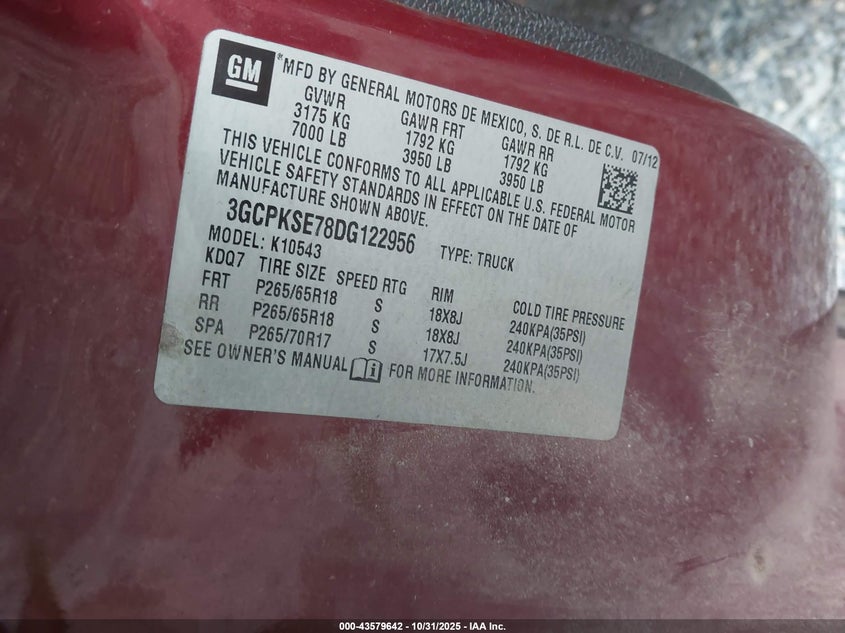 GM
*MFD BY GENERAL MOTORS DE MEXICO, S. DE R.L. DE C.V. 07/12
GVWR GAWR FRT GAWR RR
3175 KG 1792 KG 1792 KG
7000 LB 3950 LB 3950 LB
THIS VEHICLE CONFORMS TO ALL APPLICABLE U.S. FEDERAL MOTOR
VEHICLE SAFETY STANDARDS IN EFFECT ON THE DATE OF
MANUFACTURE SHOWN ABOVE.
3GCPKSE78DG122956
MODEL: K10543 TYPE: TRUCK
KDQ7 TIRE SIZE SPEED RTG RIM COLD TIRE PRESSURE
FRT P265/65R18 S 18X8J 240KPA(35PSI)
RR P265/65R18 S 18X8J 240KPA(35PSI)
SPA P265/70R17 S 17X7.5J 240KPA(35PSI)
SEE OWNER'S MANUAL i FOR MORE INFORMATION.
000-43579642 - 10/31/2025 - IAA Inc.